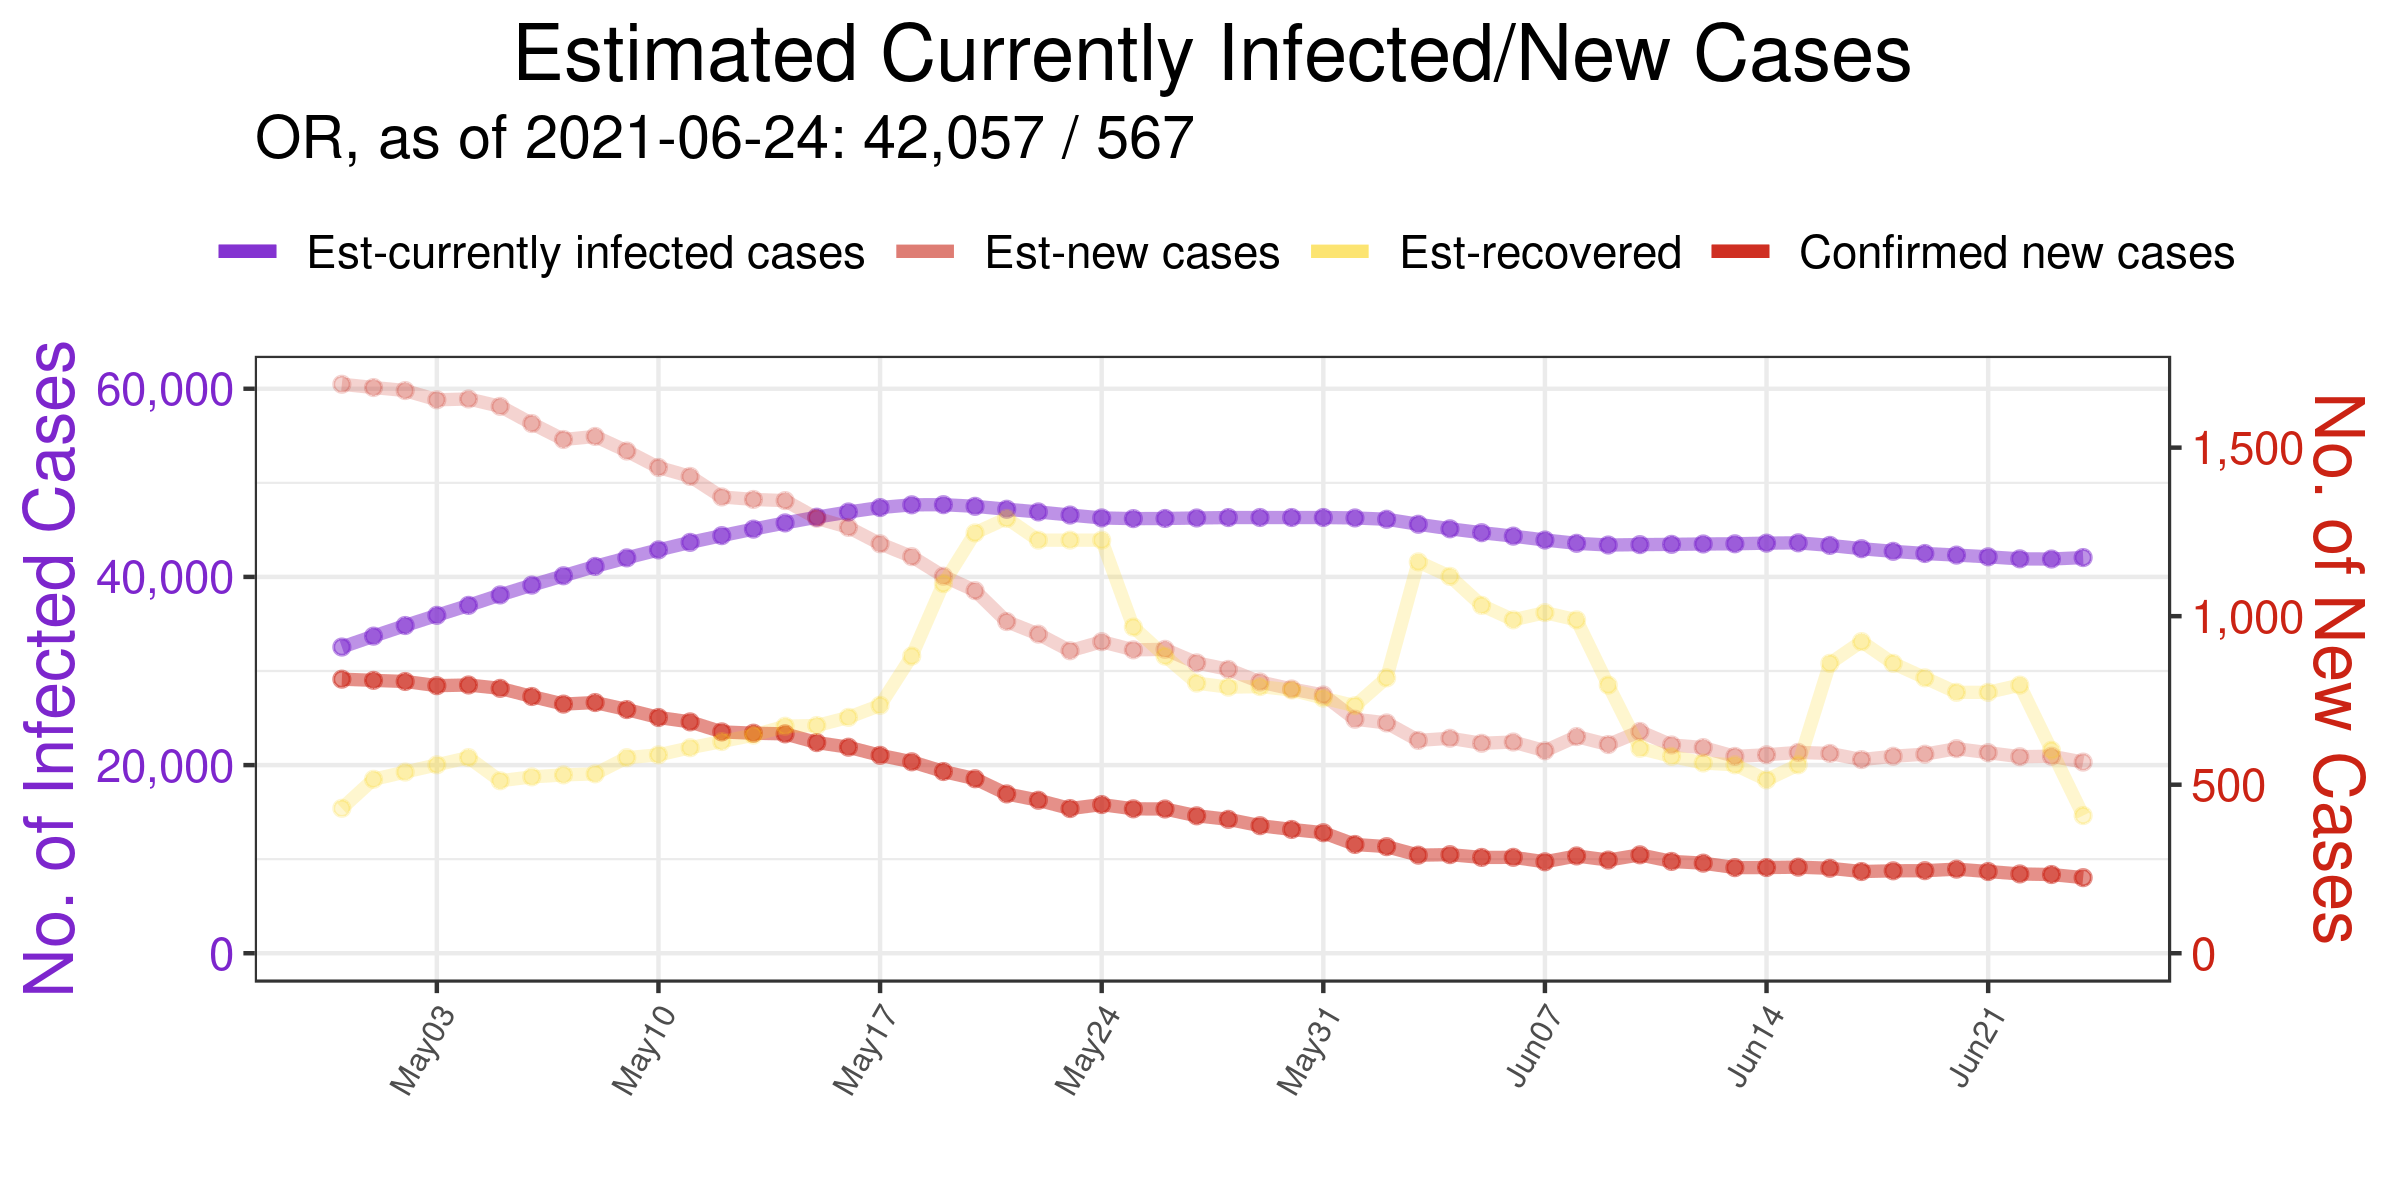 Estimated Currently Infected/New Cases
OR, as of 2021-06-24: 42,057 / 567
Est-currently infected cases
Est-new cases
Est-recovered
Confirmed new cases
No. of Infected Cases
60,000
40,000
20,000
0
1,500
1,000
500
0
No. of New Cases
May03
May10
May17
May24
May31
Jun07
Jun14
Jun21